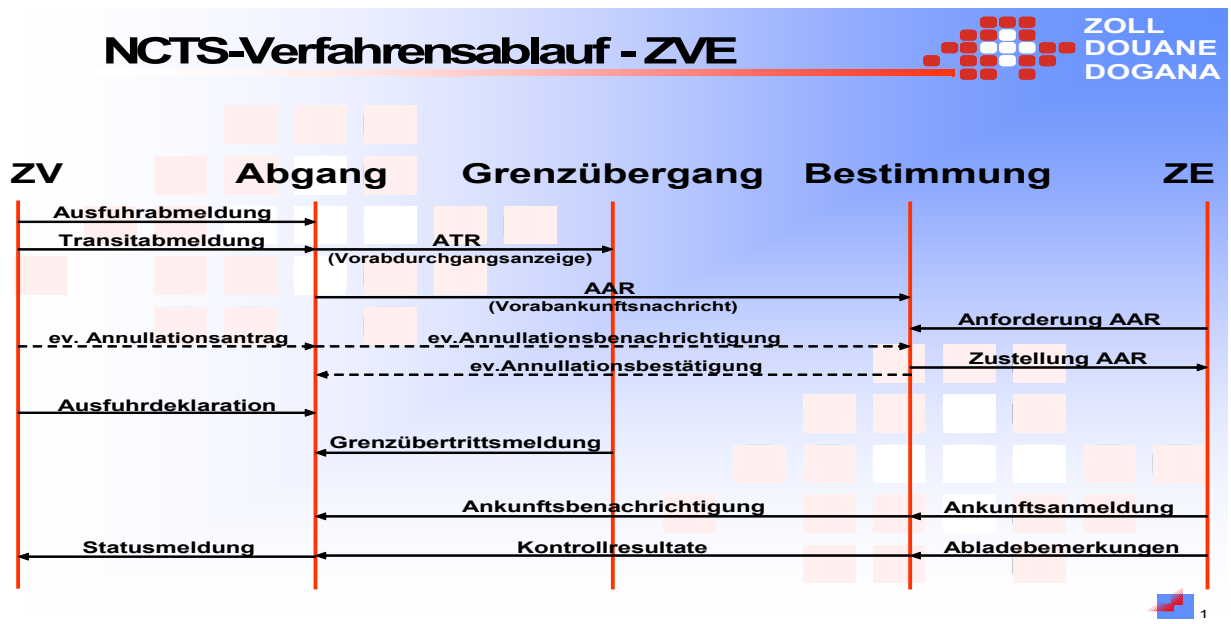 NCTS-Verfahrensablauf - ZVE
ZOLL
DOUANE
DOGANA
ZV Abgang Grenzübergang Bestimmung ZE
Ausfuhrabmeldung
Transitabmeldung ATR
(Vorabdurchgangsanzeige)
AAR
(Vorabankunftsnachricht)
Anforderung AAR
ev. Annullationsantrag ev.Annullationsbenachrichtigung
Zustellung AAR
ev.Annullationsbestätigung
Ausfuhrdeklaration
Grenzübertrittsmeldung
Ankunftsbenachrichtigung Ankunftsanmeldung
Statusmeldung Kontrollresultate Abladebemerkungen
1